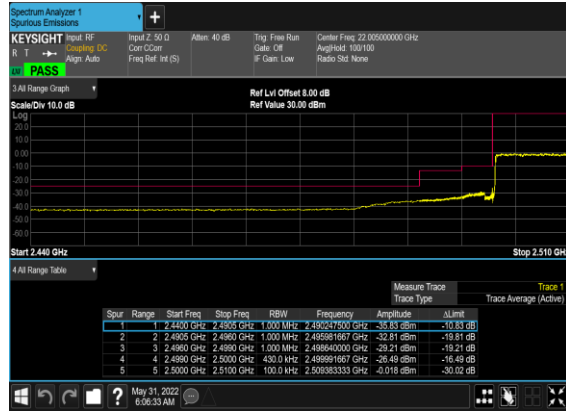 Spectrum Analyzer 1
Spurious Emissions
KEYSIGHT
R T
LW PASS
Input: RF
Coupling: DC
Align: Auto
Input Z: 50 Ω
Corr CCorr
Freq Ref: Int (S)
Atten: 40 dB
Trig: Free Run
Gate: Off
IF Gain: Low
Center Freq: 22.005000000 GHz
Avg|Hold: 100/100
Radio Std: None
3 All Range Graph
Scale/Div 10.0 dB
Ref Lvl Offset 8.00 dB
Ref Value 30.00 dBm
Log
20.0
10.0
0.00
-10.0
-20.0
-30.0
-40.0
-50.0
-60.0
Start 2.440 GHz
Stop 2.510 GH
4 All Range Table
Measure Trace Trace 1
Trace Type Trace Average (Active)
Spur Range Start Freq Stop Freq RBW Frequency Amplitude ΔLimit
1 1 2.4400 GHz 2.4905 GHz 1.000 MHz 2.490247500 GHz -35.83 dBm -10.83 dB
2 2 2.4905 GHz 2.4960 GHz 1.000 MHz 2.495981667 GHz -32.81 dBm -19.81 dB
3 3 2.4960 GHz 2.4990 GHz 1.000 MHz 2.498640000 GHz -29.21 dBm -19.21 dB
4 4 2.4990 GHz 2.5000 GHz 430.0 kHz 2.499991667 GHz -26.49 dBm -16.49 dB
5 5 2.5000 GHz 2.5100 GHz 100.0 kHz 2.509383333 GHz -0.018 dBm -30.02 dB
?
May 31, 2022
6:06:33 AM